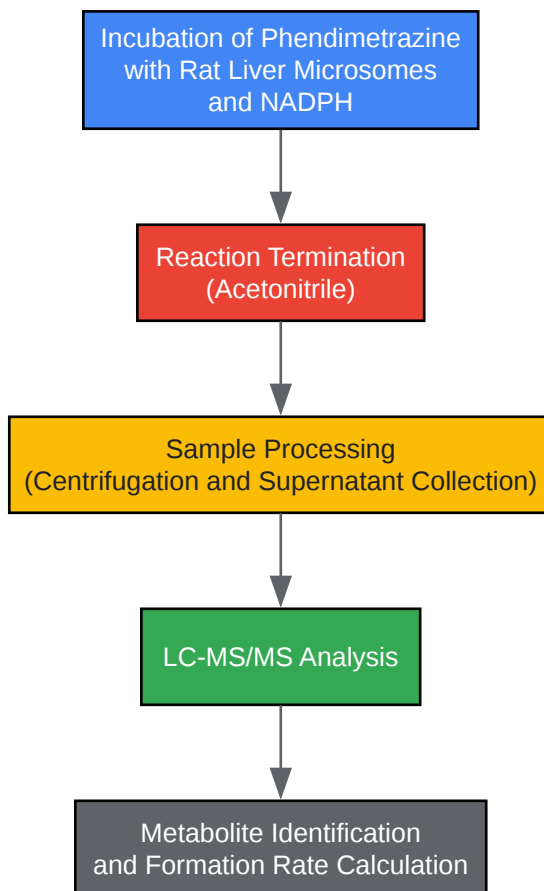 Incubation of Phendimetrazine
with Rat Liver Microsomes
and NADPH
Reaction Termination
(Acetonitrile)
Sample Processing
(Centrifugation and Supernatant Collection)
LC-MS/MS Analysis
Metabolite Identification
and Formation Rate Calculation